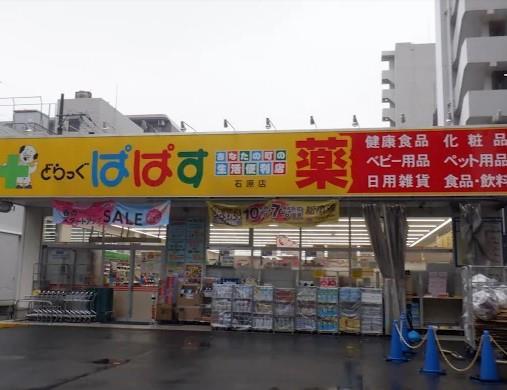 どらっぐ ぱぱす
あなたの町の
生活便利店
石原店
薬
健康食品 化粧品
ベビー用品 ペット用品
日用雑貨 食品・飲料
SALE